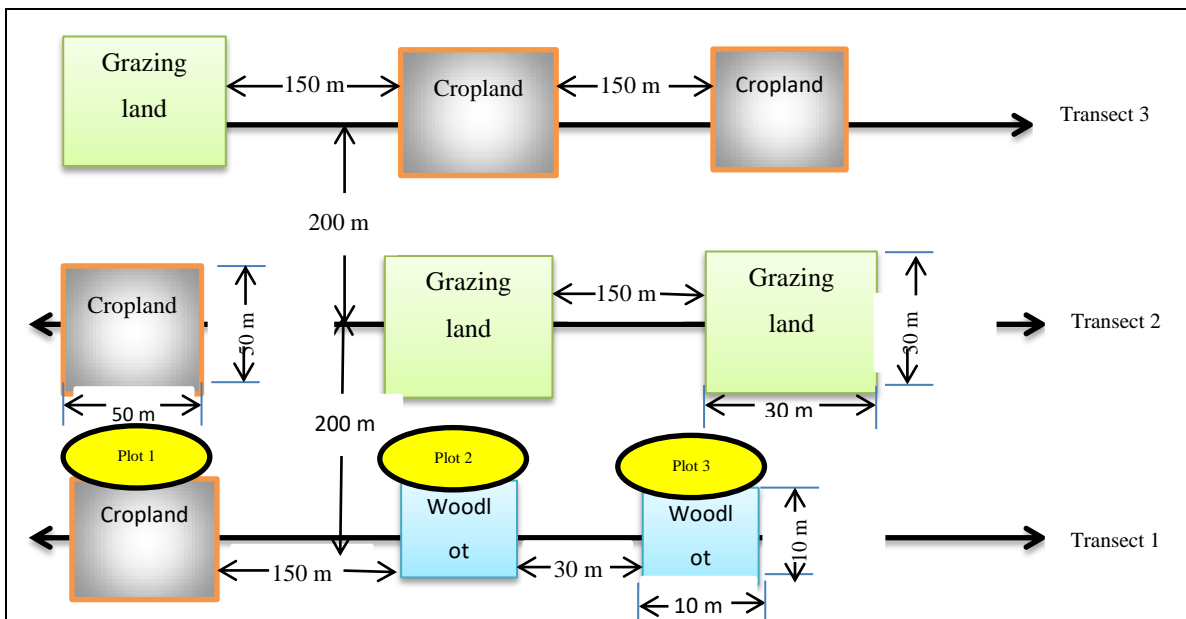 Grazing
land
150 m
Cropland
150 m
Cropland
Transect 3
200 m
Cropland
50 m
50 m
Grazing
land
150 m
Grazing
land
30 m
30 m
Transect 2
200 m
Plot 1
Plot 2
Plot 3
Cropland
150 m
Woodl
ot
30 m
Woodl
ot
10 m
10 m
Transect 1